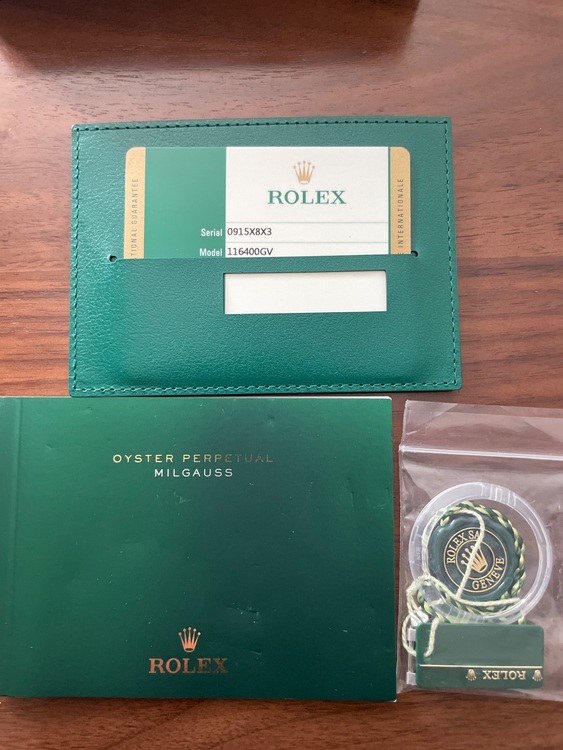 TIONAL GUARANTEE
ROLEX
INTERNATIONALE
Serial 0915X8X3
Model 116400GV
OYSTER PERPETUAL
MILGAUSS
ROLEX
ROLEX SA
GENEVE
ROLEX